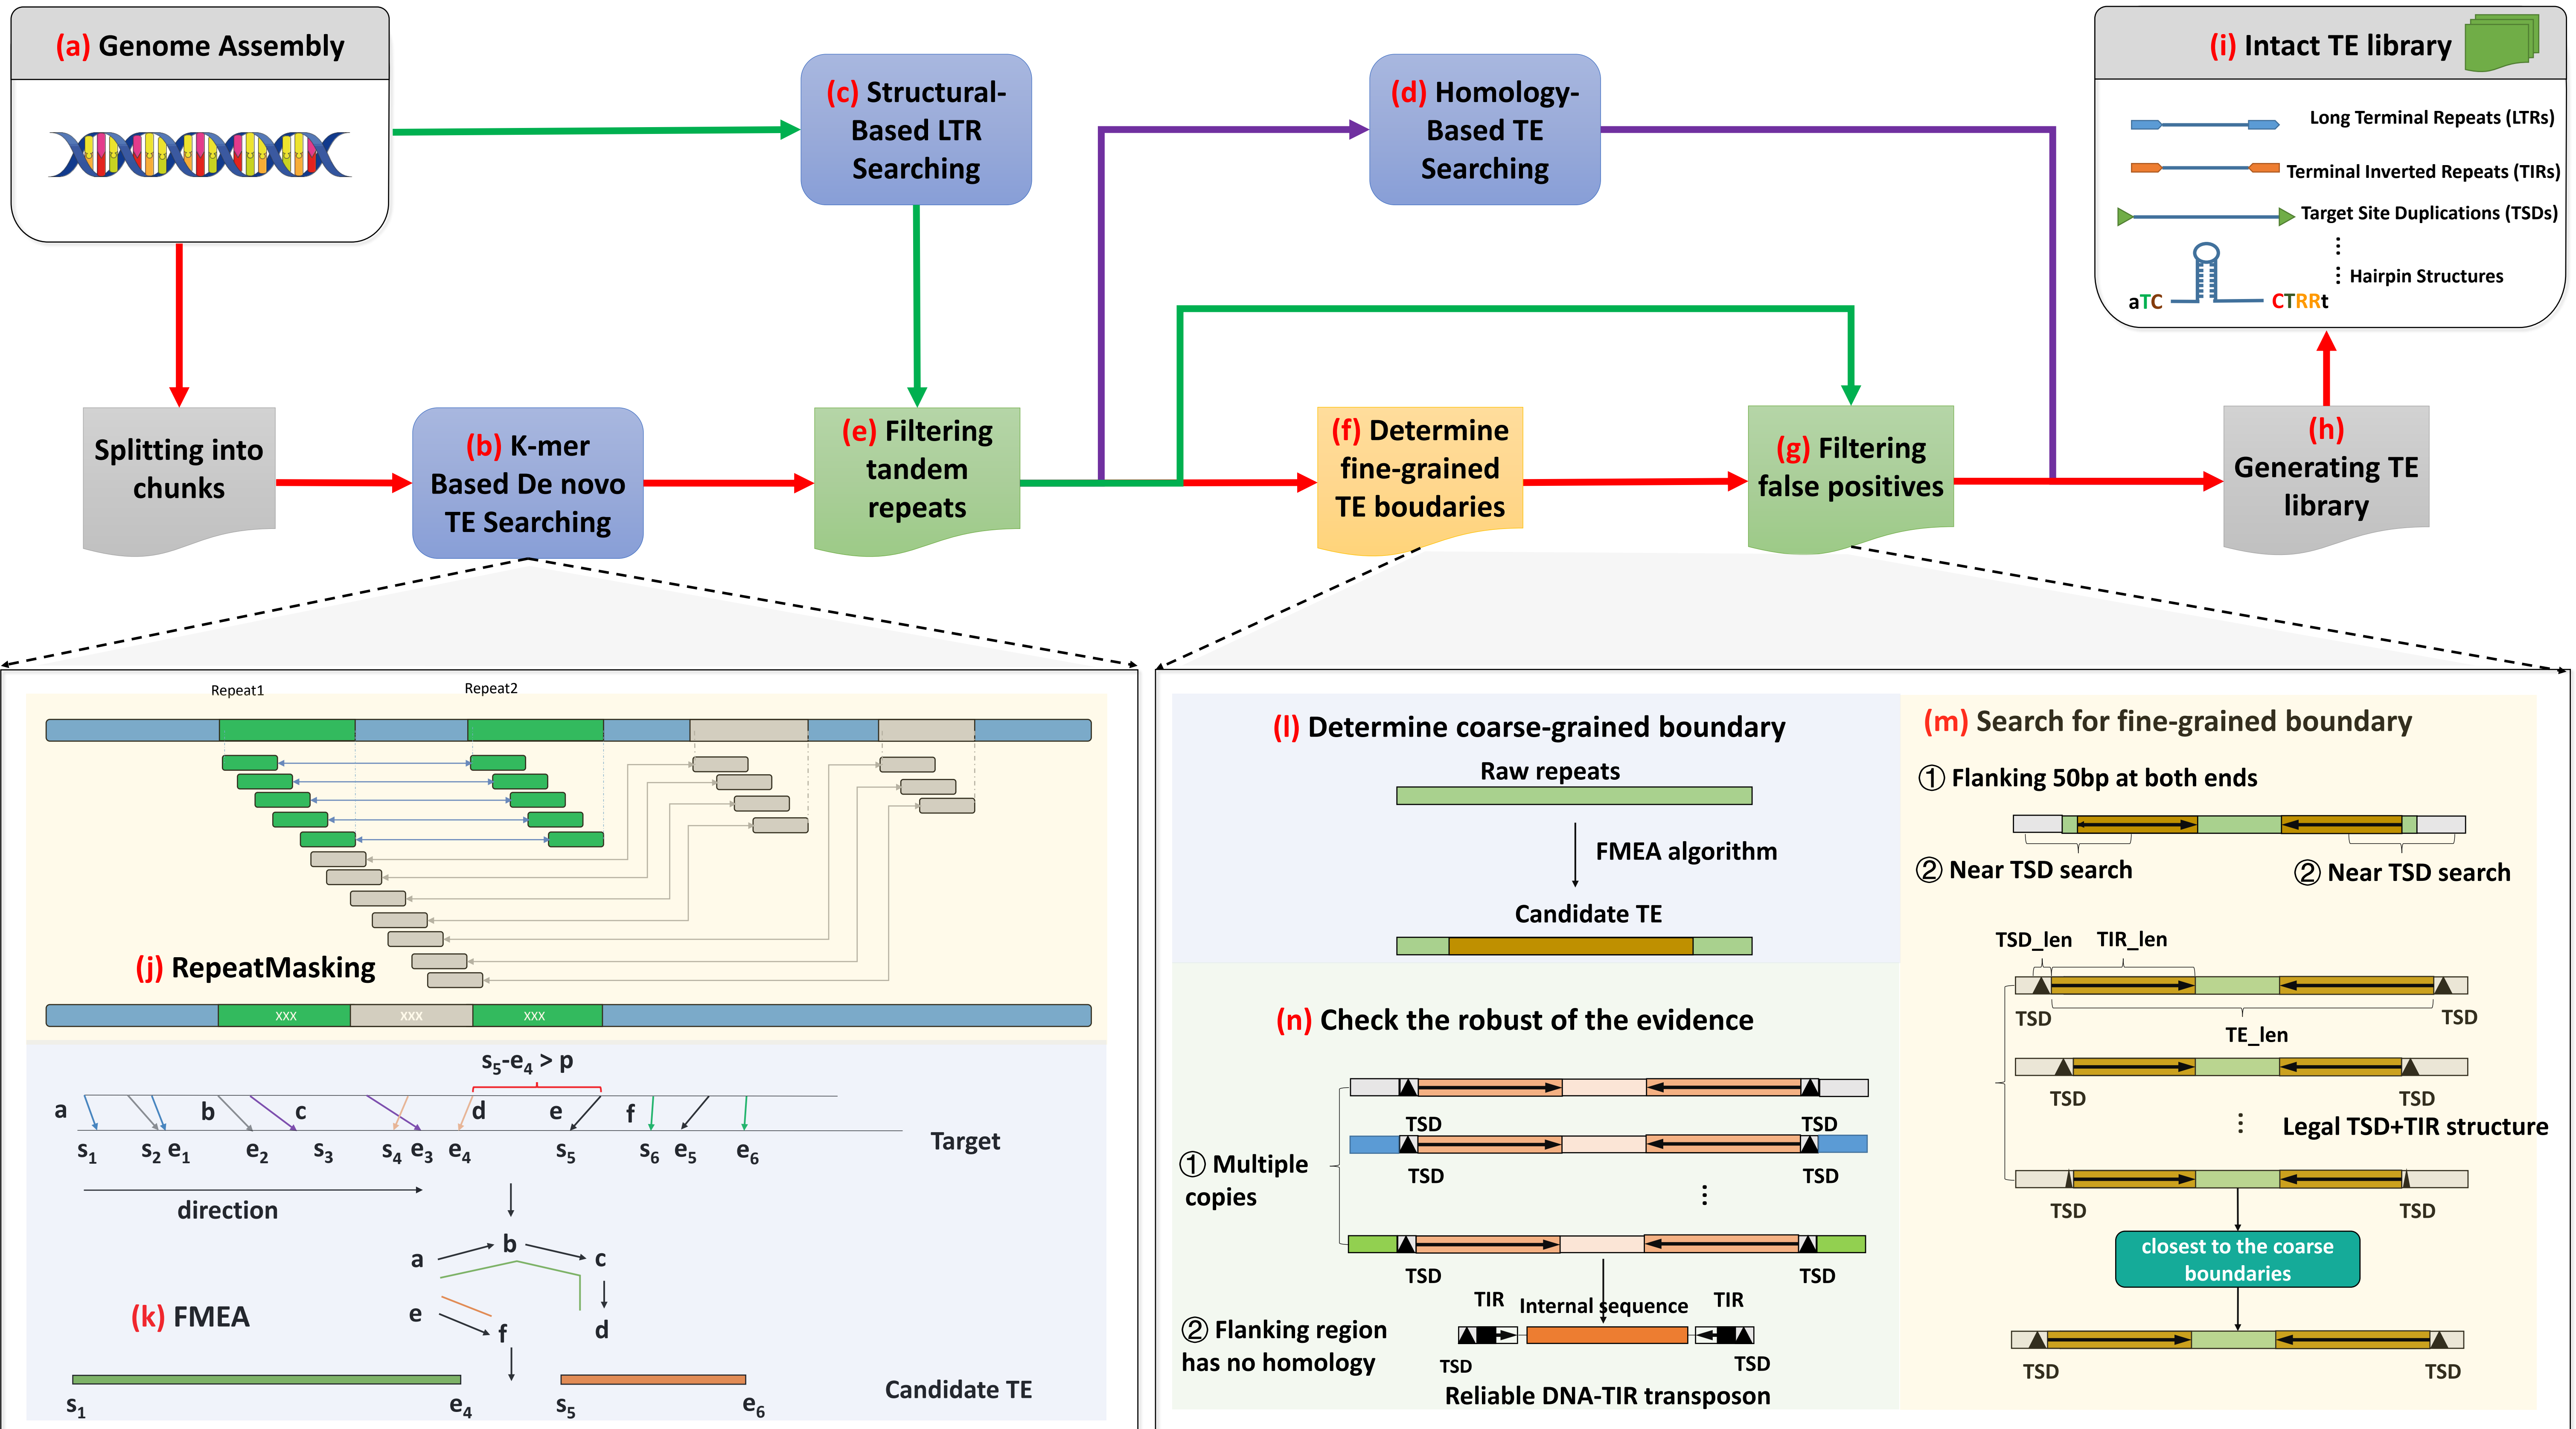 (a) Genome Assembly
(c) Structural-
Based LTR
Searching
(d) Homology-
Based TE
Searching
(i) Intact TE library
Long Terminal Repeats (LTRs)
Terminal Inverted Repeats (TIRs)
Target Site Duplications (TSDs)
Hairpin Structures
aTC
CTRRt
Splitting into
chunks
(b) K-mer
Based De novo
TE Searching
(e) Filtering
tandem
repeats
(f) Determine
fine-grained
TE boudaries
(g) Filtering
false positives
(h)
Generating TE
library
Repeat1
Repeat2
(j) RepeatMasking
XXX
XXX
XXX
s5-e4 > p
a
b
c
d
e
f
s1
s2
e1
e2
s3
s4
e3
e4
s5
s6
e5
e6
Target
direction
a
b
c
e
f
d
(k) FMEA
Candidate TE
s1
e4
s5
e6
(l) Determine coarse-grained boundary
Raw repeats
FMEA algorithm
Candidate TE
(n) Check the robust of the evidence
TSD
TSD
① Multiple
copies
TSD
TSD
TSD
TSD
TIR
Internal sequence
TIR
② Flanking region
has no homology
TSD
TSD
Reliable DNA-TIR transposon
(m) Search for fine-grained boundary
① Flanking 50bp at both ends
② Near TSD search
② Near TSD search
TSD_len
TIR_len
TSD
TSD
TE_len
TSD
TSD
Legal TSD+TIR structure
TSD
TSD
closest to the coarse
boundaries
TSD
TSD